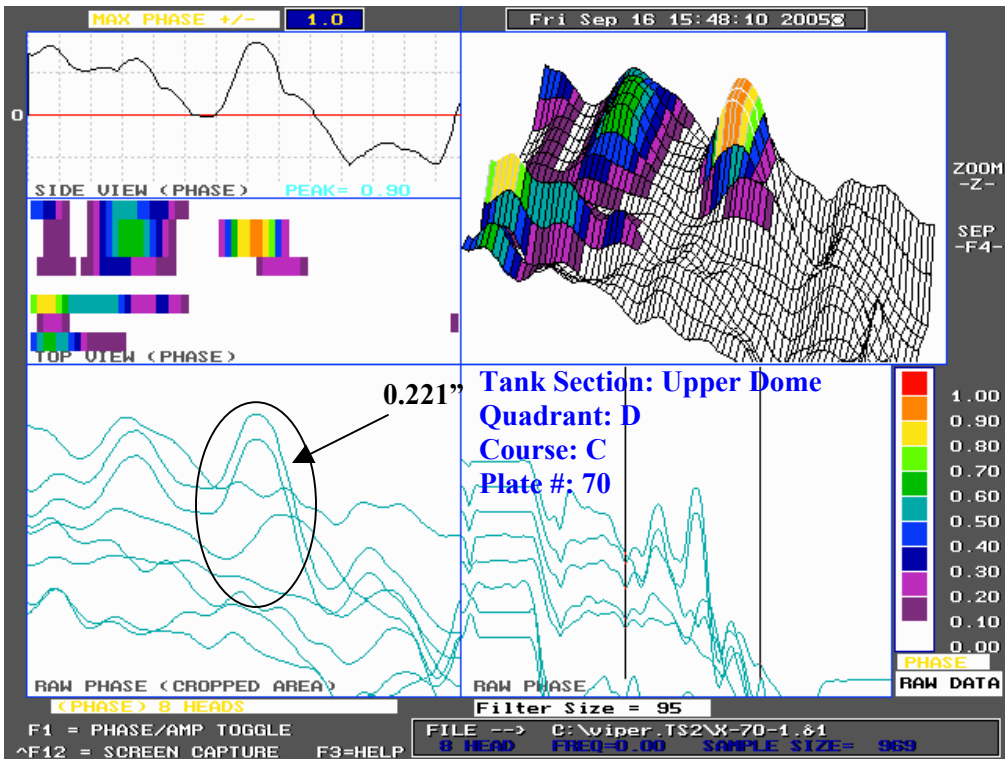 MAX PHASE +/- 1.0
Fri Sep 16 15:48:10 2005
0
SIDE VIEW (PHASE) PEAK= 0.90
ZOOM
-Z-
SEP
-F4-
TOP VIEW (PHASE)
0.221”
Tank Section: Upper Dome
Quadrant: D
Course: C
Plate #: 70
1.00
0.90
0.80
0.70
0.60
0.50
0.40
0.30
0.20
0.10
0.00
PHASE
RAW DATA
RAW PHASE (CROPPED AREA)
RAW PHASE
(PHASE) 8 HEADS
Filter Size = 95
F1 = PHASE/AMP TOGGLE
^F12 = SCREEN CAPTURE F3=HELP
FILE --> C:\viper.TS2\X-70-1.&1
8 HEAD FREQ=0.00 SAMPLE SIZE= 969